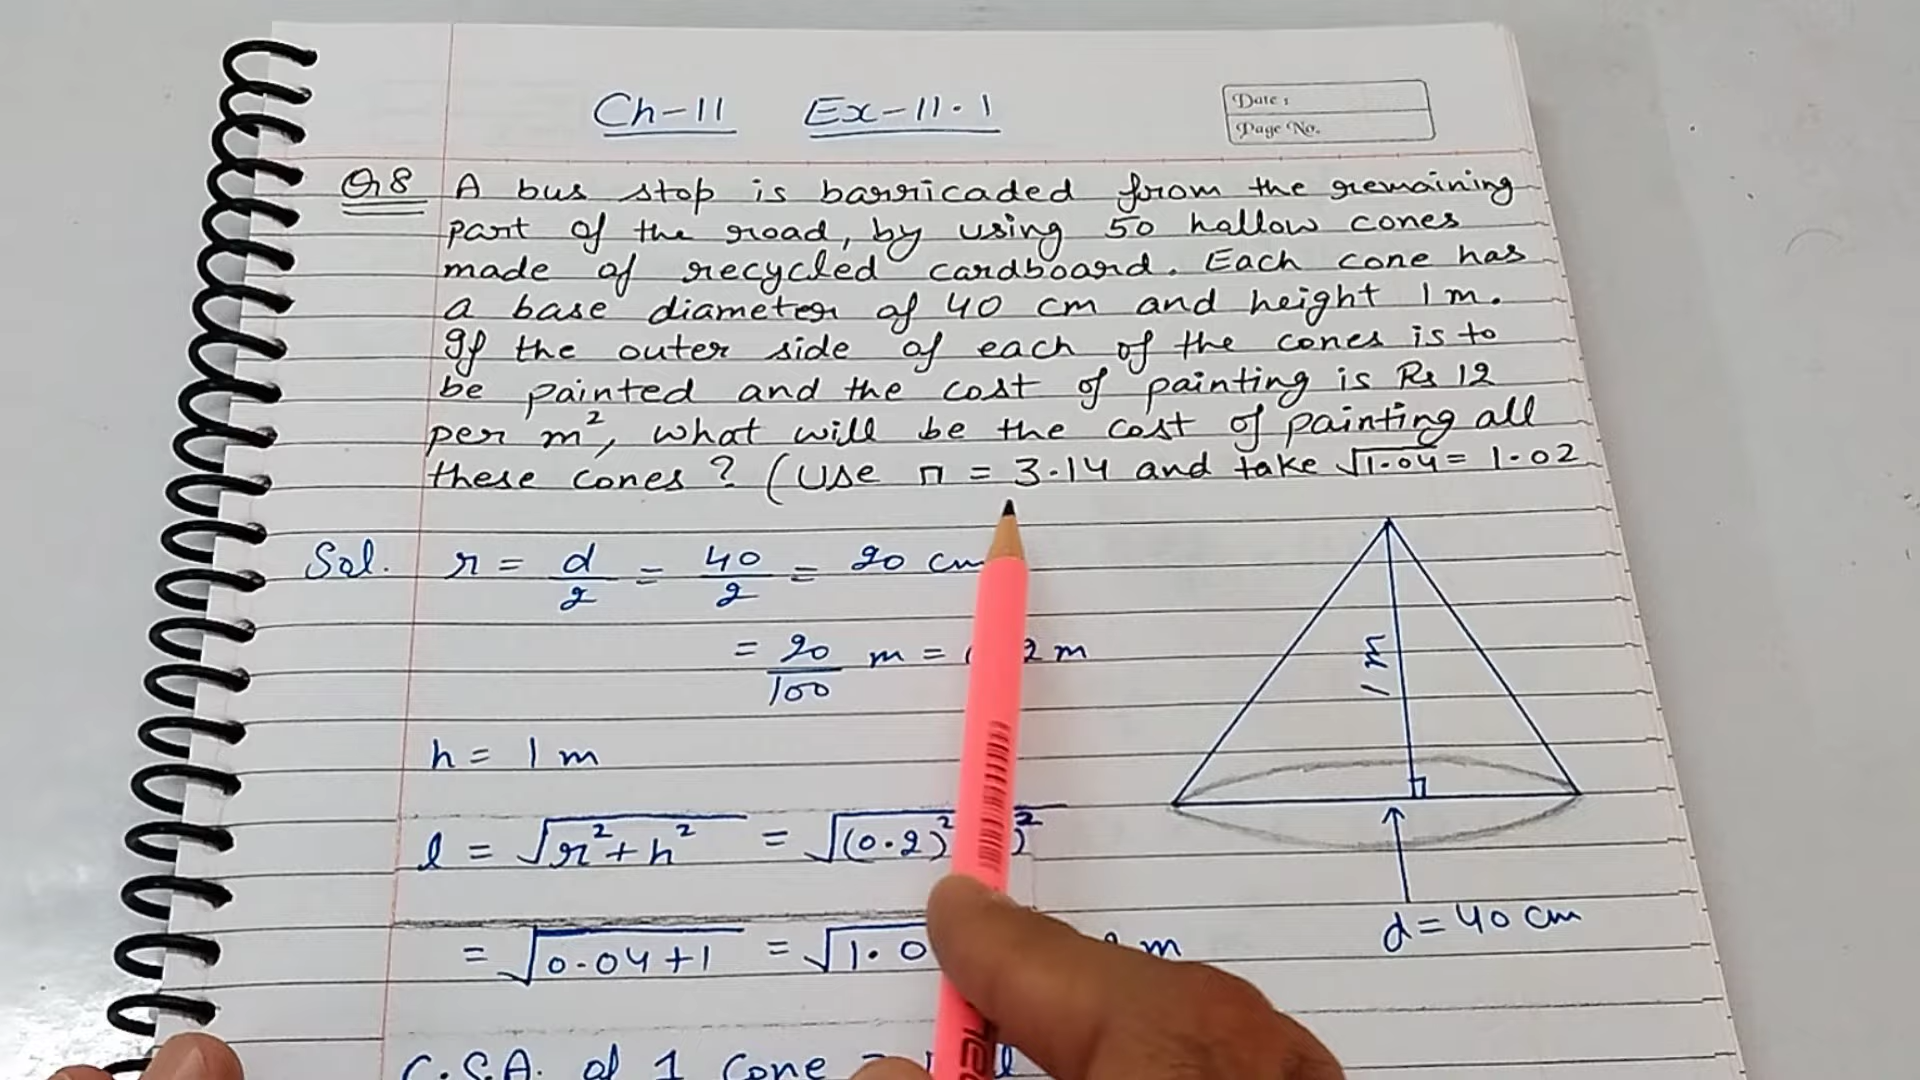 Ch-11 Ex-11.1
Date :
Page No.
Q8 A bus stop is barricaded from the remaining
part of the road, by using 50 hollow cones
made of recycled cardboard. Each cone has
a base diameter of 40 cm and height 1m.
If the outer side of each of the cones is to
be painted and the cost of painting is Rs 12
per m², what will be the cost of painting all
these cones? (Use π = 3.14 and take √1.04 = 1.02
Sol. r = d/2 = 40/2 = 20 cm
= 20/100 m = 2 m
h = 1 m
1 m
l = √r²+h² = √(0.2)² )²
d = 40 cm
= √0.04+1 = √1.0 m
C.S.A. of 1 cone = l